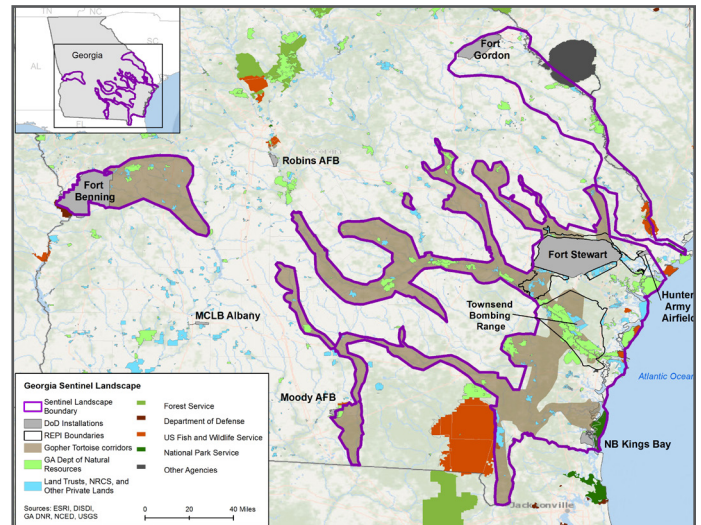 TN
NC
SC
Georgia
AL
FL
Fort
Gordon
Robins AFB
Fort
Benning
Fort Stewart
Hunter
Army
Airfield
Townsend
Bombing
Range
MCLB Albany
Atlantic Ocean
Moody AFB
NB Kings Bay
Jacksonville
Georgia Sentinel Landscape
Sentinel Landscape
Boundary
DoD Installations
REPI Boundaries
Gopher Tortoise corridors
GA Dept of Natural
Resources
Land Trusts, NRCS, and
Other Private Lands
Forest Service
Department of Defense
US Fish and Wildlife Service
National Park Service
Other Agencies
Sources: ESRI, DISDI,
GA DNR, NCED, USGS
0 20 40 Miles